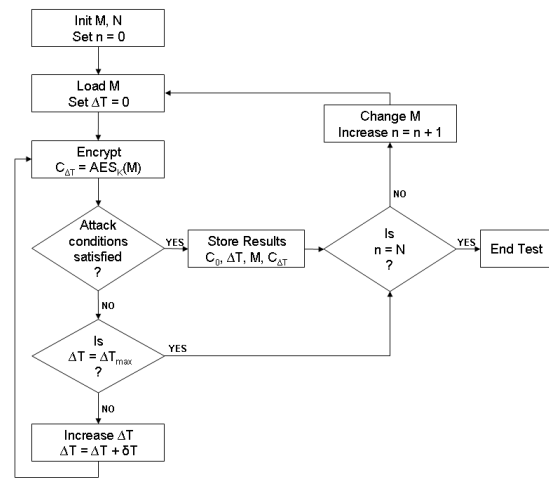 Init M, N
Set n = 0
Load M
Set ΔT = 0
Change M
Increase n = n + 1
Encrypt
C_ΔT = AES_K(M)
NO
Attack
conditions
satisfied
?
YES
Store Results
C_0, ΔT, M, C_ΔT
Is
n = N
?
YES
End Test
NO
Is
ΔT = ΔT_max
?
YES
NO
Increase ΔT
ΔT = ΔT + δT